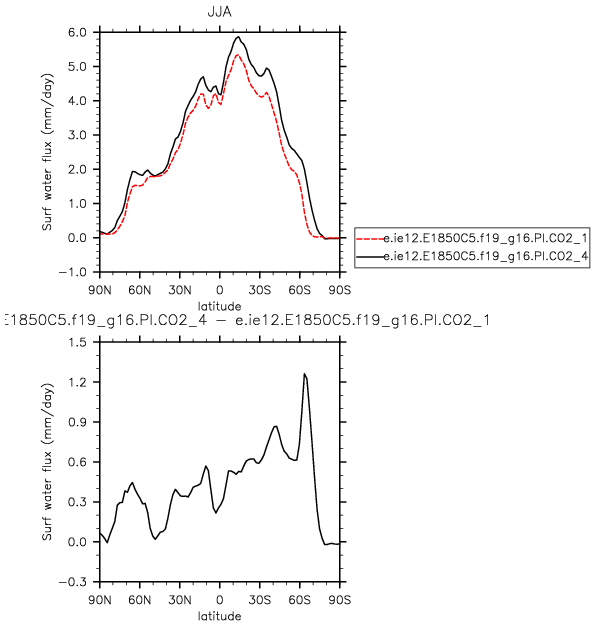 JJA
6.0
5.0
4.0
3.0
2.0
1.0
0.0
−1.0
Surf water flux (mm/day)
90N 60N 30N 0 30S 60S 90S
latitude
e.ie12.E1850C5.f19_g16.PI.CO2_1
e.ie12.E1850C5.f19_g16.PI.CO2_4
E1850C5.f19_g16.PI.CO2_4 − e.ie12.E1850C5.f19_g16.PI.CO2_1
1.5
1.2
0.9
0.6
0.3
0.0
−0.3
Surf water flux (mm/day)
90N 60N 30N 0 30S 60S 90S
latitude